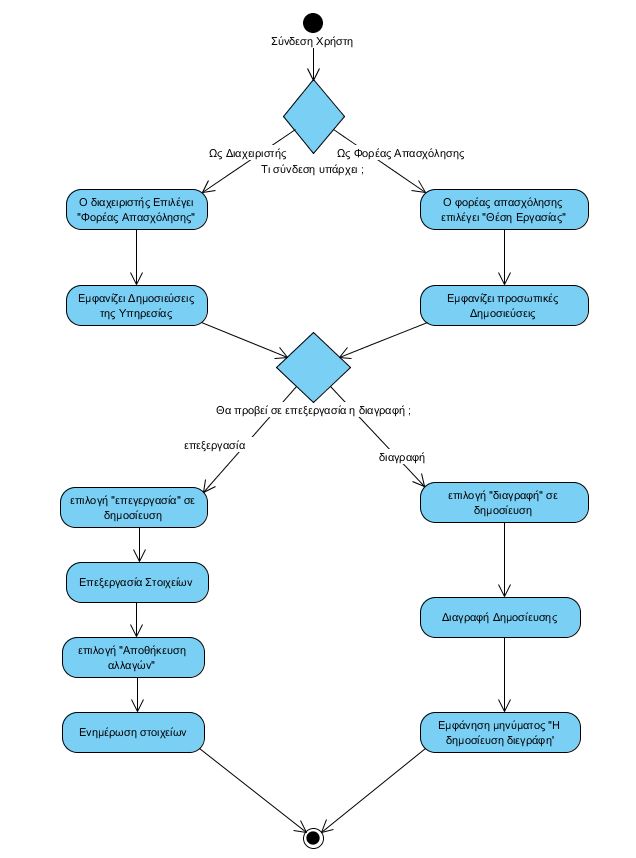 Σύνδεση Χρήστη
Ως Διαχειριστής
Ως Φορέας Απασχόλησης
Τι σύνδεση υπάρχει ;
Ο διαχειριστής Επιλέγει
"Φορέας Απασχόλησης"
Ο φορέας απασχόλησης
επιλέγει "Θέση Εργασίας"
Εμφανίζει Δημοσιεύσεις
της Υπηρεσίας
Εμφανίζει προσωπικές
Δημοσιεύσεις
Θα προβεί σε επεξεργασία η διαγραφή ;
επεξεργασία
διαγραφή
επιλογή "επεγεργασία" σε
δημοσίευση
επιλογή "διαγραφή" σε
δημοσίευση
Επεξεργασία Στοιχείων
Διαγραφή Δημοσίευσης
επιλογή "Αποθήκευση
αλλαγών"
Ενημέρωση στοιχείων
Εμφάνηση μηνύματος "Η
δημοσίευση διεγράφη'